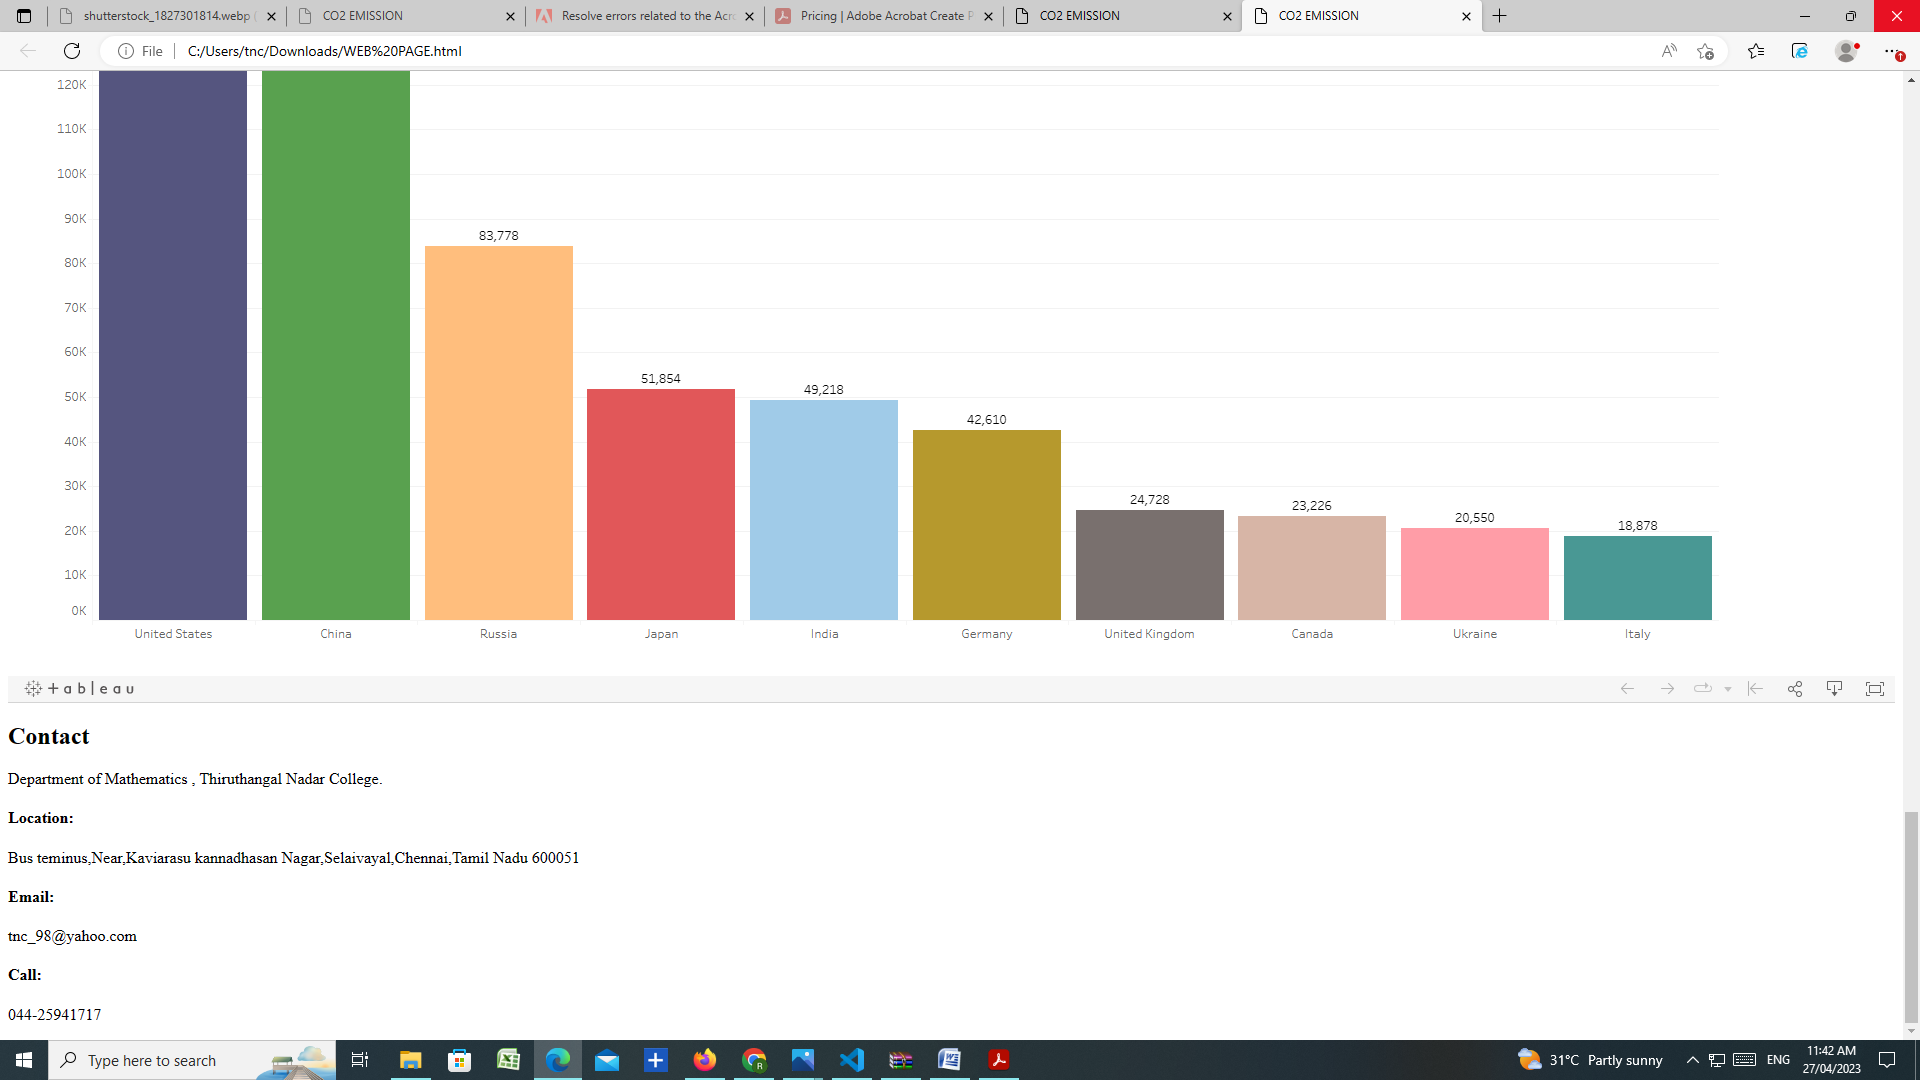 shutterstock_1827301814.webp (
CO2 EMISSION
Resolve errors related to the Acro
Pricing | Adobe Acrobat Create P
CO2 EMISSION
CO2 EMISSION
File
C:/Users/tnc/Downloads/WEB%20PAGE.html
120K
110K
100K
90K
80K
70K
60K
50K
40K
30K
20K
10K
0K
83,778
51,854
49,218
42,610
24,728
23,226
20,550
18,878
United States
China
Russia
Japan
India
Germany
United Kingdom
Canada
Ukraine
Italy
+ a b l e a u
Contact
Department of Mathematics , Thiruthangal Nadar College.
Location:
Bus teminus,Near,Kaviarasu kannadhasan Nagar,Selaivayal,Chennai,Tamil Nadu 600051
Email:
tnc_98@yahoo.com
Call:
044-25941717
Type here to search
31°C Partly sunny
ENG
11:42 AM
27/04/2023